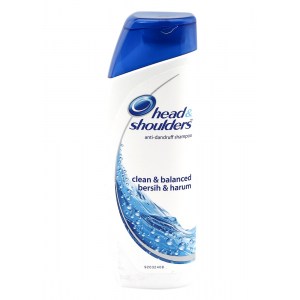 head&
shoulders
anti-dandruff shampoo
clean & balanced
bersih & harum